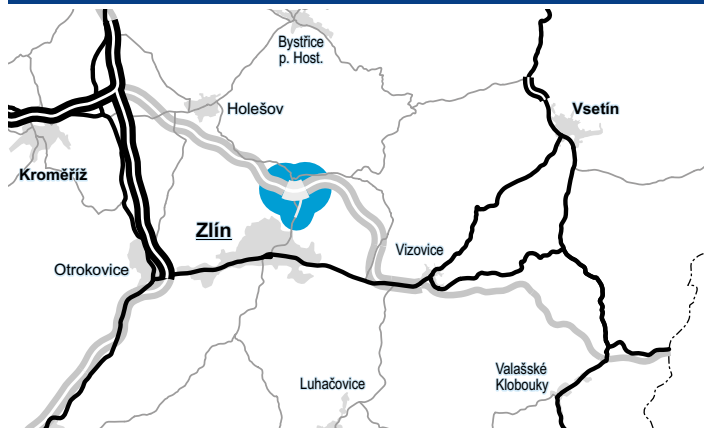 Bystřice
p. Host.
Holešov
Vsetín
Kroměříž
Zlín
Vizovice
Otrokovice
Luhačovice
Valašské
Klobouky